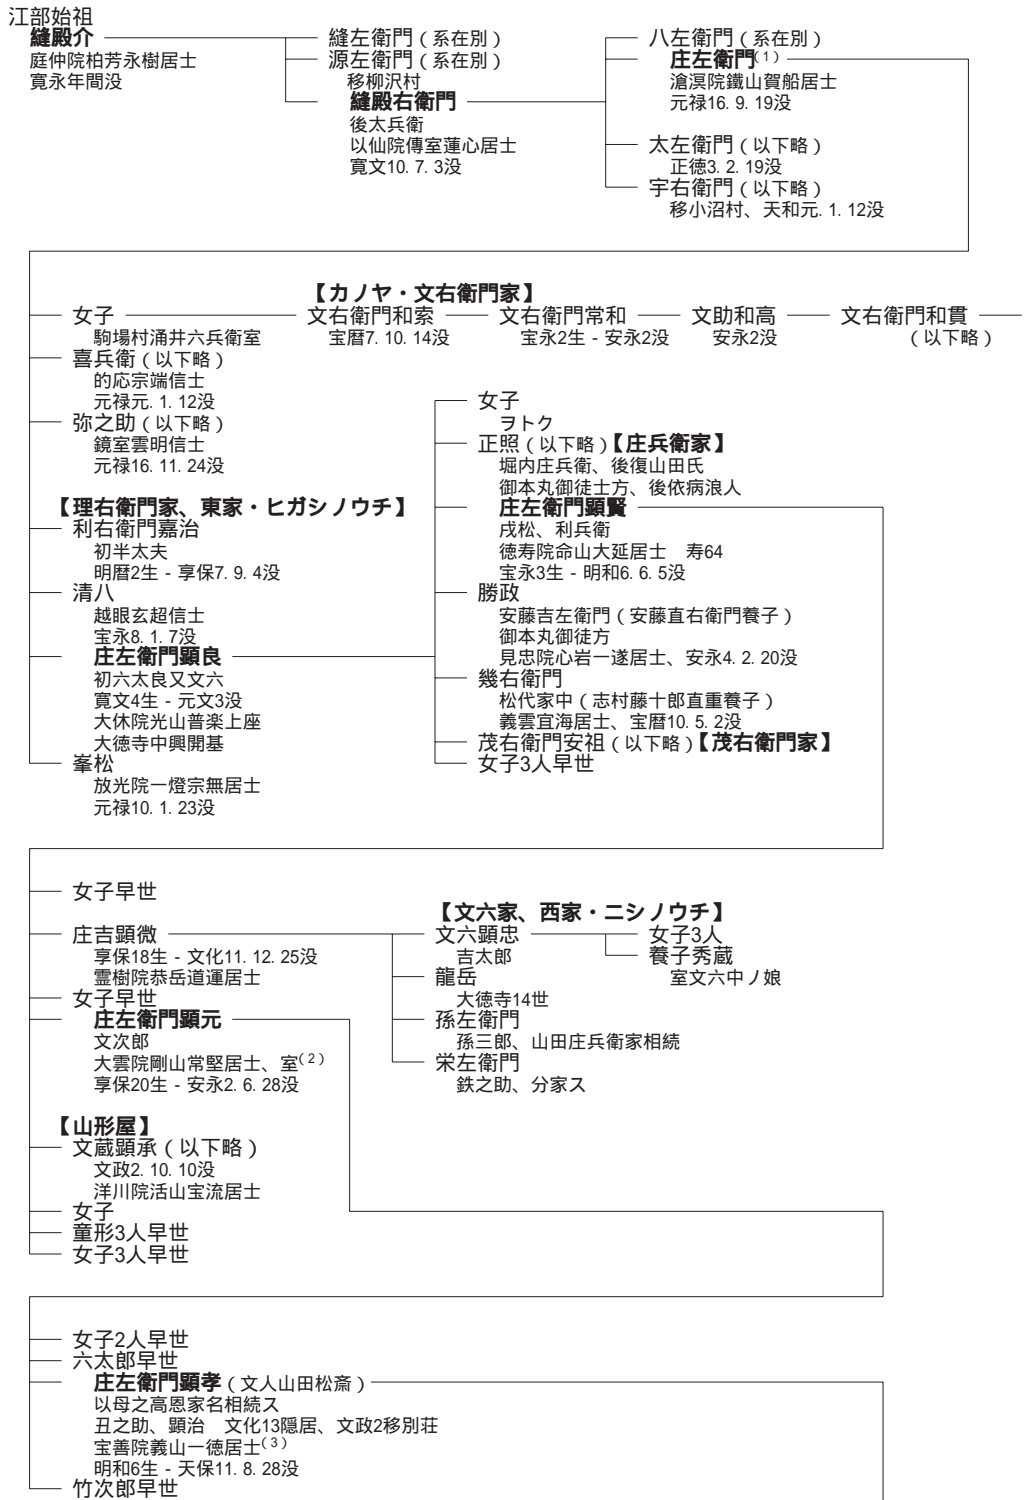 江部始祖
縫殿介
庭仲院柏芳永樹居士
寛永年間没
縫左衛門(系在別)
源左衛門(系在別)
移柳沢村
縫殿右衛門
後太兵衛
以仙院傳室蓮心居士
寛文10. 7. 3没
八左衛門(系在別)
庄左衛門(1)
滄溟院鐵山賀船居士
元禄16. 9. 19没
太左衛門(以下略)
正徳3. 2. 19没
宇右衛門(以下略)
移小沼村、天和元. 1. 12没
【カノヤ・文右衛門家】
女子
駒場村涌井六兵衛室
文右衛門和索
宝暦7. 10. 14没
文右衛門常和
宝永2生 - 安永2没
文助和高
安永2没
文右衛門和貫
(以下略)
喜兵衛(以下略)
的応宗端信士
元禄元. 1. 12没
弥之助(以下略)
鏡室雲明信士
元禄16. 11. 24没
【理右衛門家、東家・ヒガシノウチ】
利右衛門嘉治
初半太夫
明暦2生 - 享保7. 9. 4没
清八
越眼玄超信士
宝永8. 1. 7没
庄左衛門顕良
初六太良又文六
寛文4生 - 元文3没
大休院光山普楽上座
大徳寺中興開基
峯松
放光院一燈宗無居士
元禄10. 1. 23没
女子
ヲトク
正照(以下略)【庄兵衛家】
堀内庄兵衛、後復山田氏
御本丸御徒士方、後依病浪人
庄左衛門顕賢
戌松、利兵衛
徳寿院命山大延居士 寿64
宝永3生 - 明和6. 6. 5没
勝政
安藤吉左衛門(安藤直右衛門養子)
御本丸御徒方
見忠院心岩一遂居士、安永4. 2. 20没
幾右衛門
松代家中(志村藤十郎直重養子)
義雲宜海居士、宝暦10. 5. 2没
茂右衛門安祖(以下略)【茂右衛門家】
女子3人早世
女子早世
庄吉顕微
享保18生 - 文化11. 12. 25没
霊樹院恭岳道運居士
女子早世
庄左衛門顕元
文次郎
大雲院剛山常堅居士、室(2)
享保20生 - 安永2. 6. 28没
【文六家、西家・ニシノウチ】
文六顕忠
吉太郎
龍岳
大徳寺14世
孫左衛門
孫三郎、山田庄兵衛家相続
栄左衛門
鉄之助、分家ス
女子3人
養子秀蔵
室文六中ノ娘
【山形屋】
文蔵顕承(以下略)
文政2. 10. 10没
洋川院活山宝流居士
女子
童形3人早世
女子3人早世
女子2人早世
六太郎早世
庄左衛門顕孝(文人山田松斎)
以母之高恩家名相続ス
丑之助、顕治 文化13隠居、文政2移別荘
宝善院義山一徳居士(3)
明和6生 - 天保11. 8. 28没
竹次郎早世